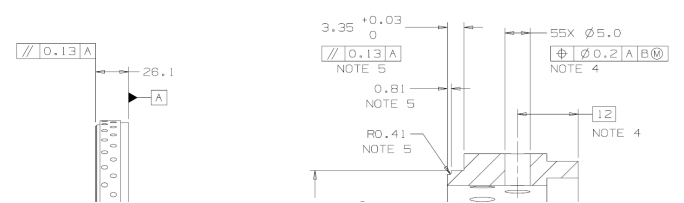 // 0.13 A
26.1
A
3.35 +0.03
0
// 0.13 A
NOTE 5
0.81
NOTE 5
R0.41
NOTE 5
55X Ø5.0
⌖ Ø0.2 A BⓂ
NOTE 4
12
NOTE 4